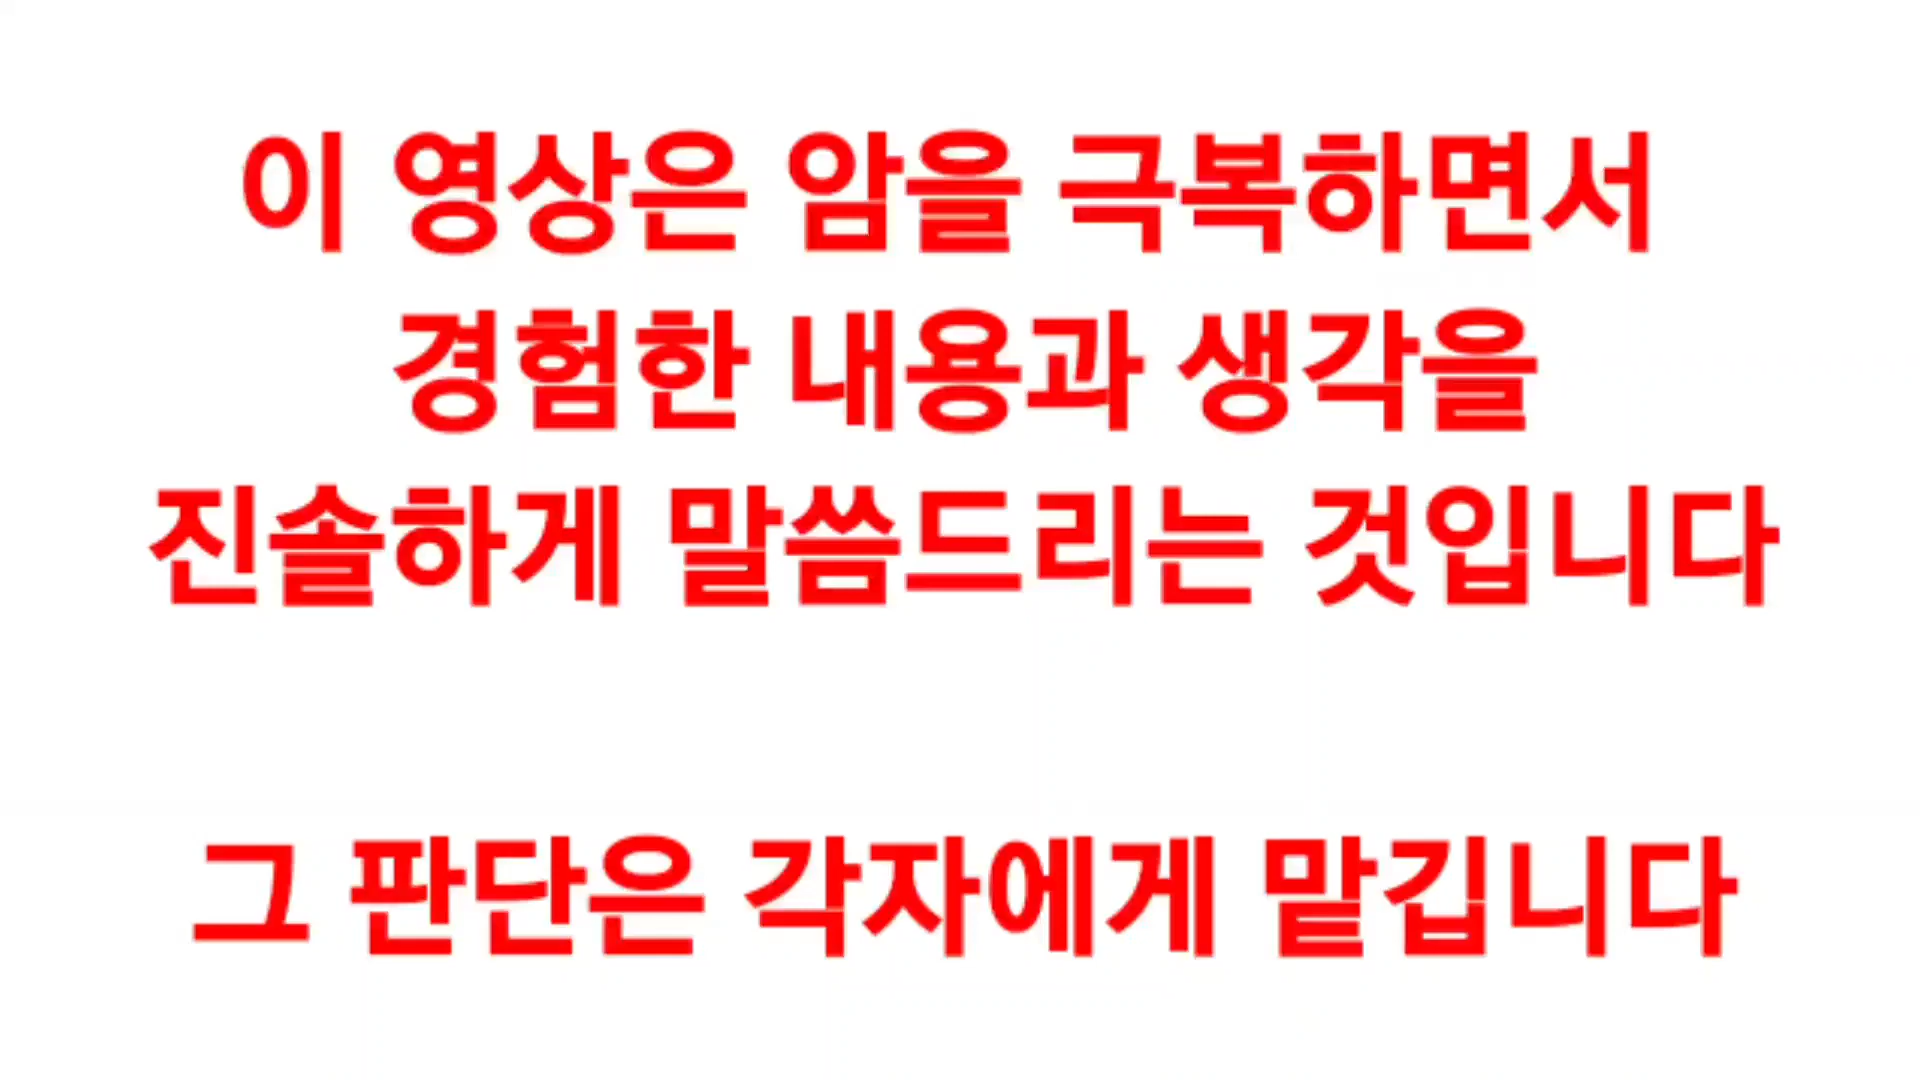 이 영상은 암을 극복하면서
경험한 내용과 생각을
진솔하게 말씀드리는 것입니다
그 판단은 각자에게 맡깁니다